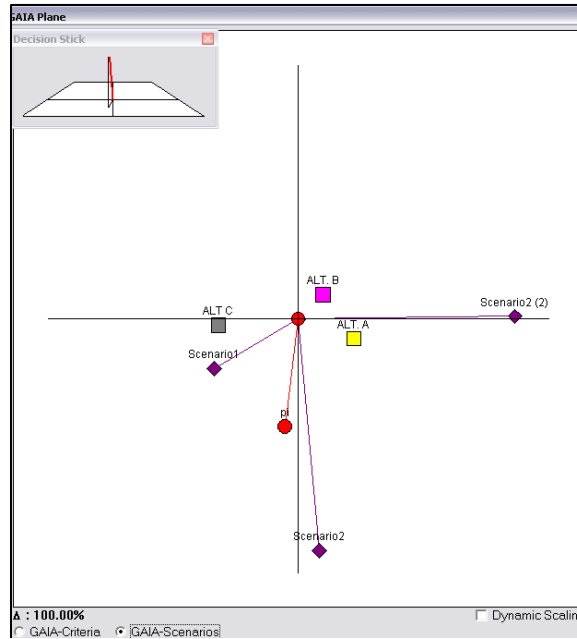 GAIA Plane
Decision Stick
ALT. B
Scenario2 (2)
ALT C
ALT. A
Scenario1
pi
Scenario2
Δ : 100.00%
Dynamic Scalin
GAIA-Criteria
GAIA-Scenarios